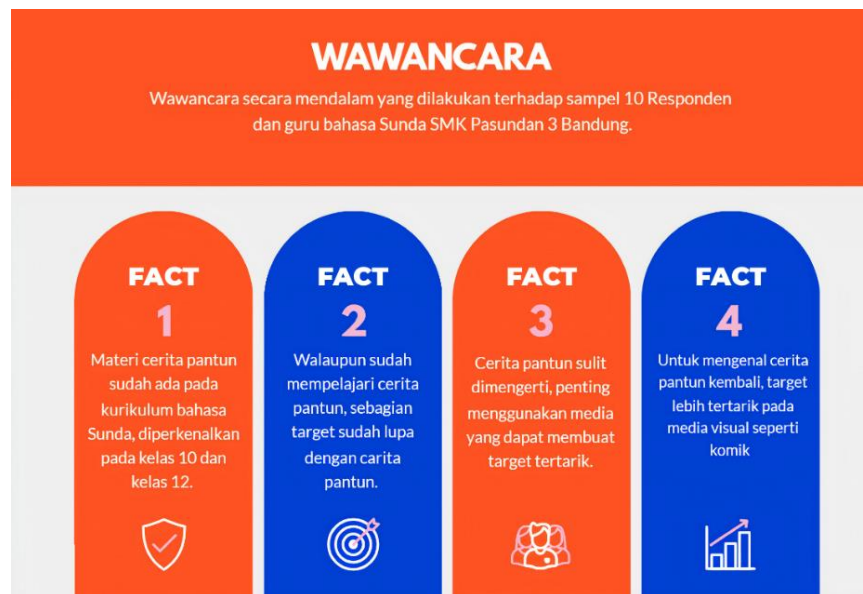 WAWANCARA
Wawancara secara mendalam yang dilakukan terhadap sampel 10 Responden
dan guru bahasa Sunda SMK Pasundan 3 Bandung.
FACT
1
Materi cerita pantun
sudah ada pada
kurikulum bahasa
Sunda, diperkenalkan
pada kelas 10 dan
kelas 12.
FACT
2
Walaupun sudah
mempelajari cerita
pantun, sebagian
target sudah lupa
dengan carita
pantun.
FACT
3
Cerita pantun sulit
dimengerti, penting
menggunakan media
yang dapat membuat
target tertarik.
FACT
4
Untuk mengenal cerita
pantun kembali, target
lebih tertarik pada
media visual seperti
komik